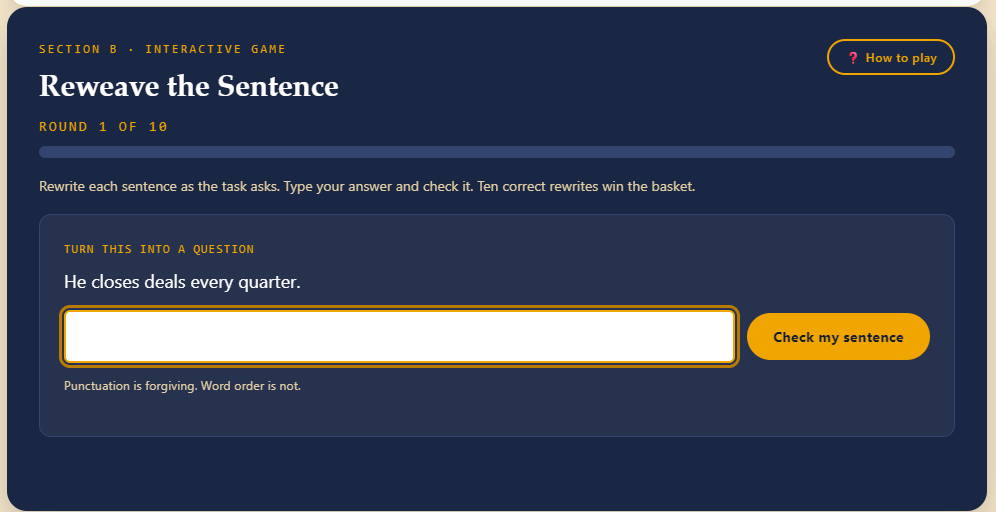 SECTION B · INTERACTIVE GAME
❓ How to play
Reweave the Sentence
ROUND 1 OF 10
Rewrite each sentence as the task asks. Type your answer and check it. Ten correct rewrites win the basket.
TURN THIS INTO A QUESTION
He closes deals every quarter.
Check my sentence
Punctuation is forgiving. Word order is not.